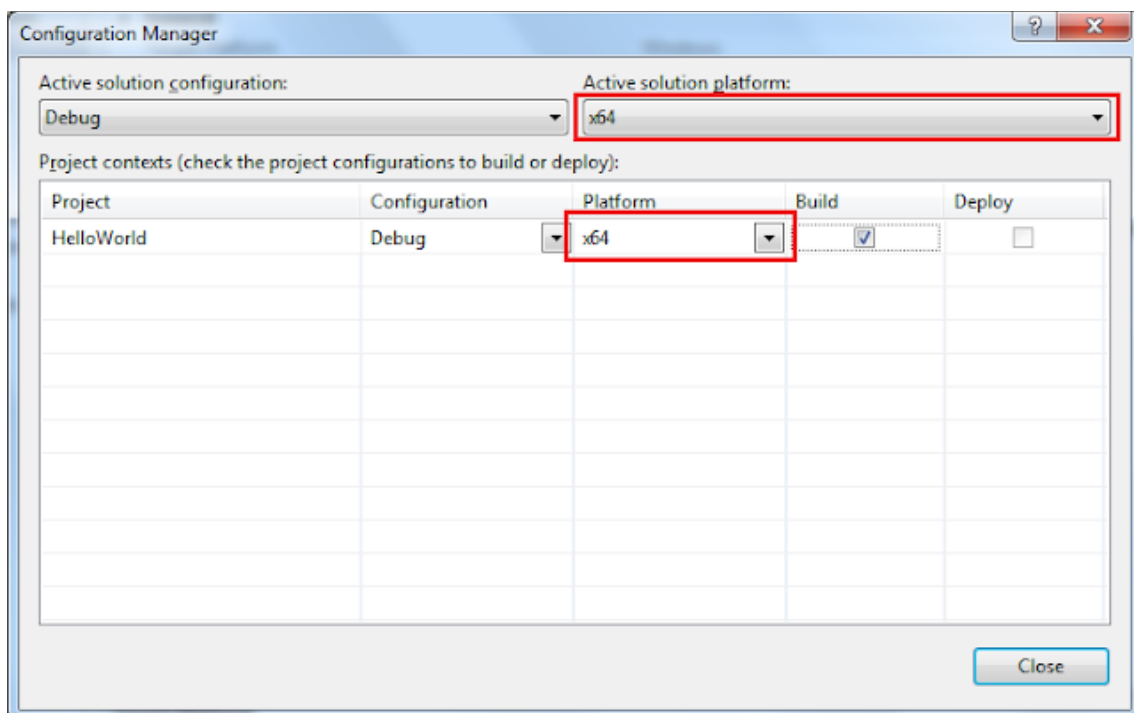 Configuration Manager
Active solution configuration: Active solution platform:
Debug x64
Project contexts (check the project configurations to build or deploy):
Project Configuration Platform Build Deploy
HelloWorld Debug x64
Close